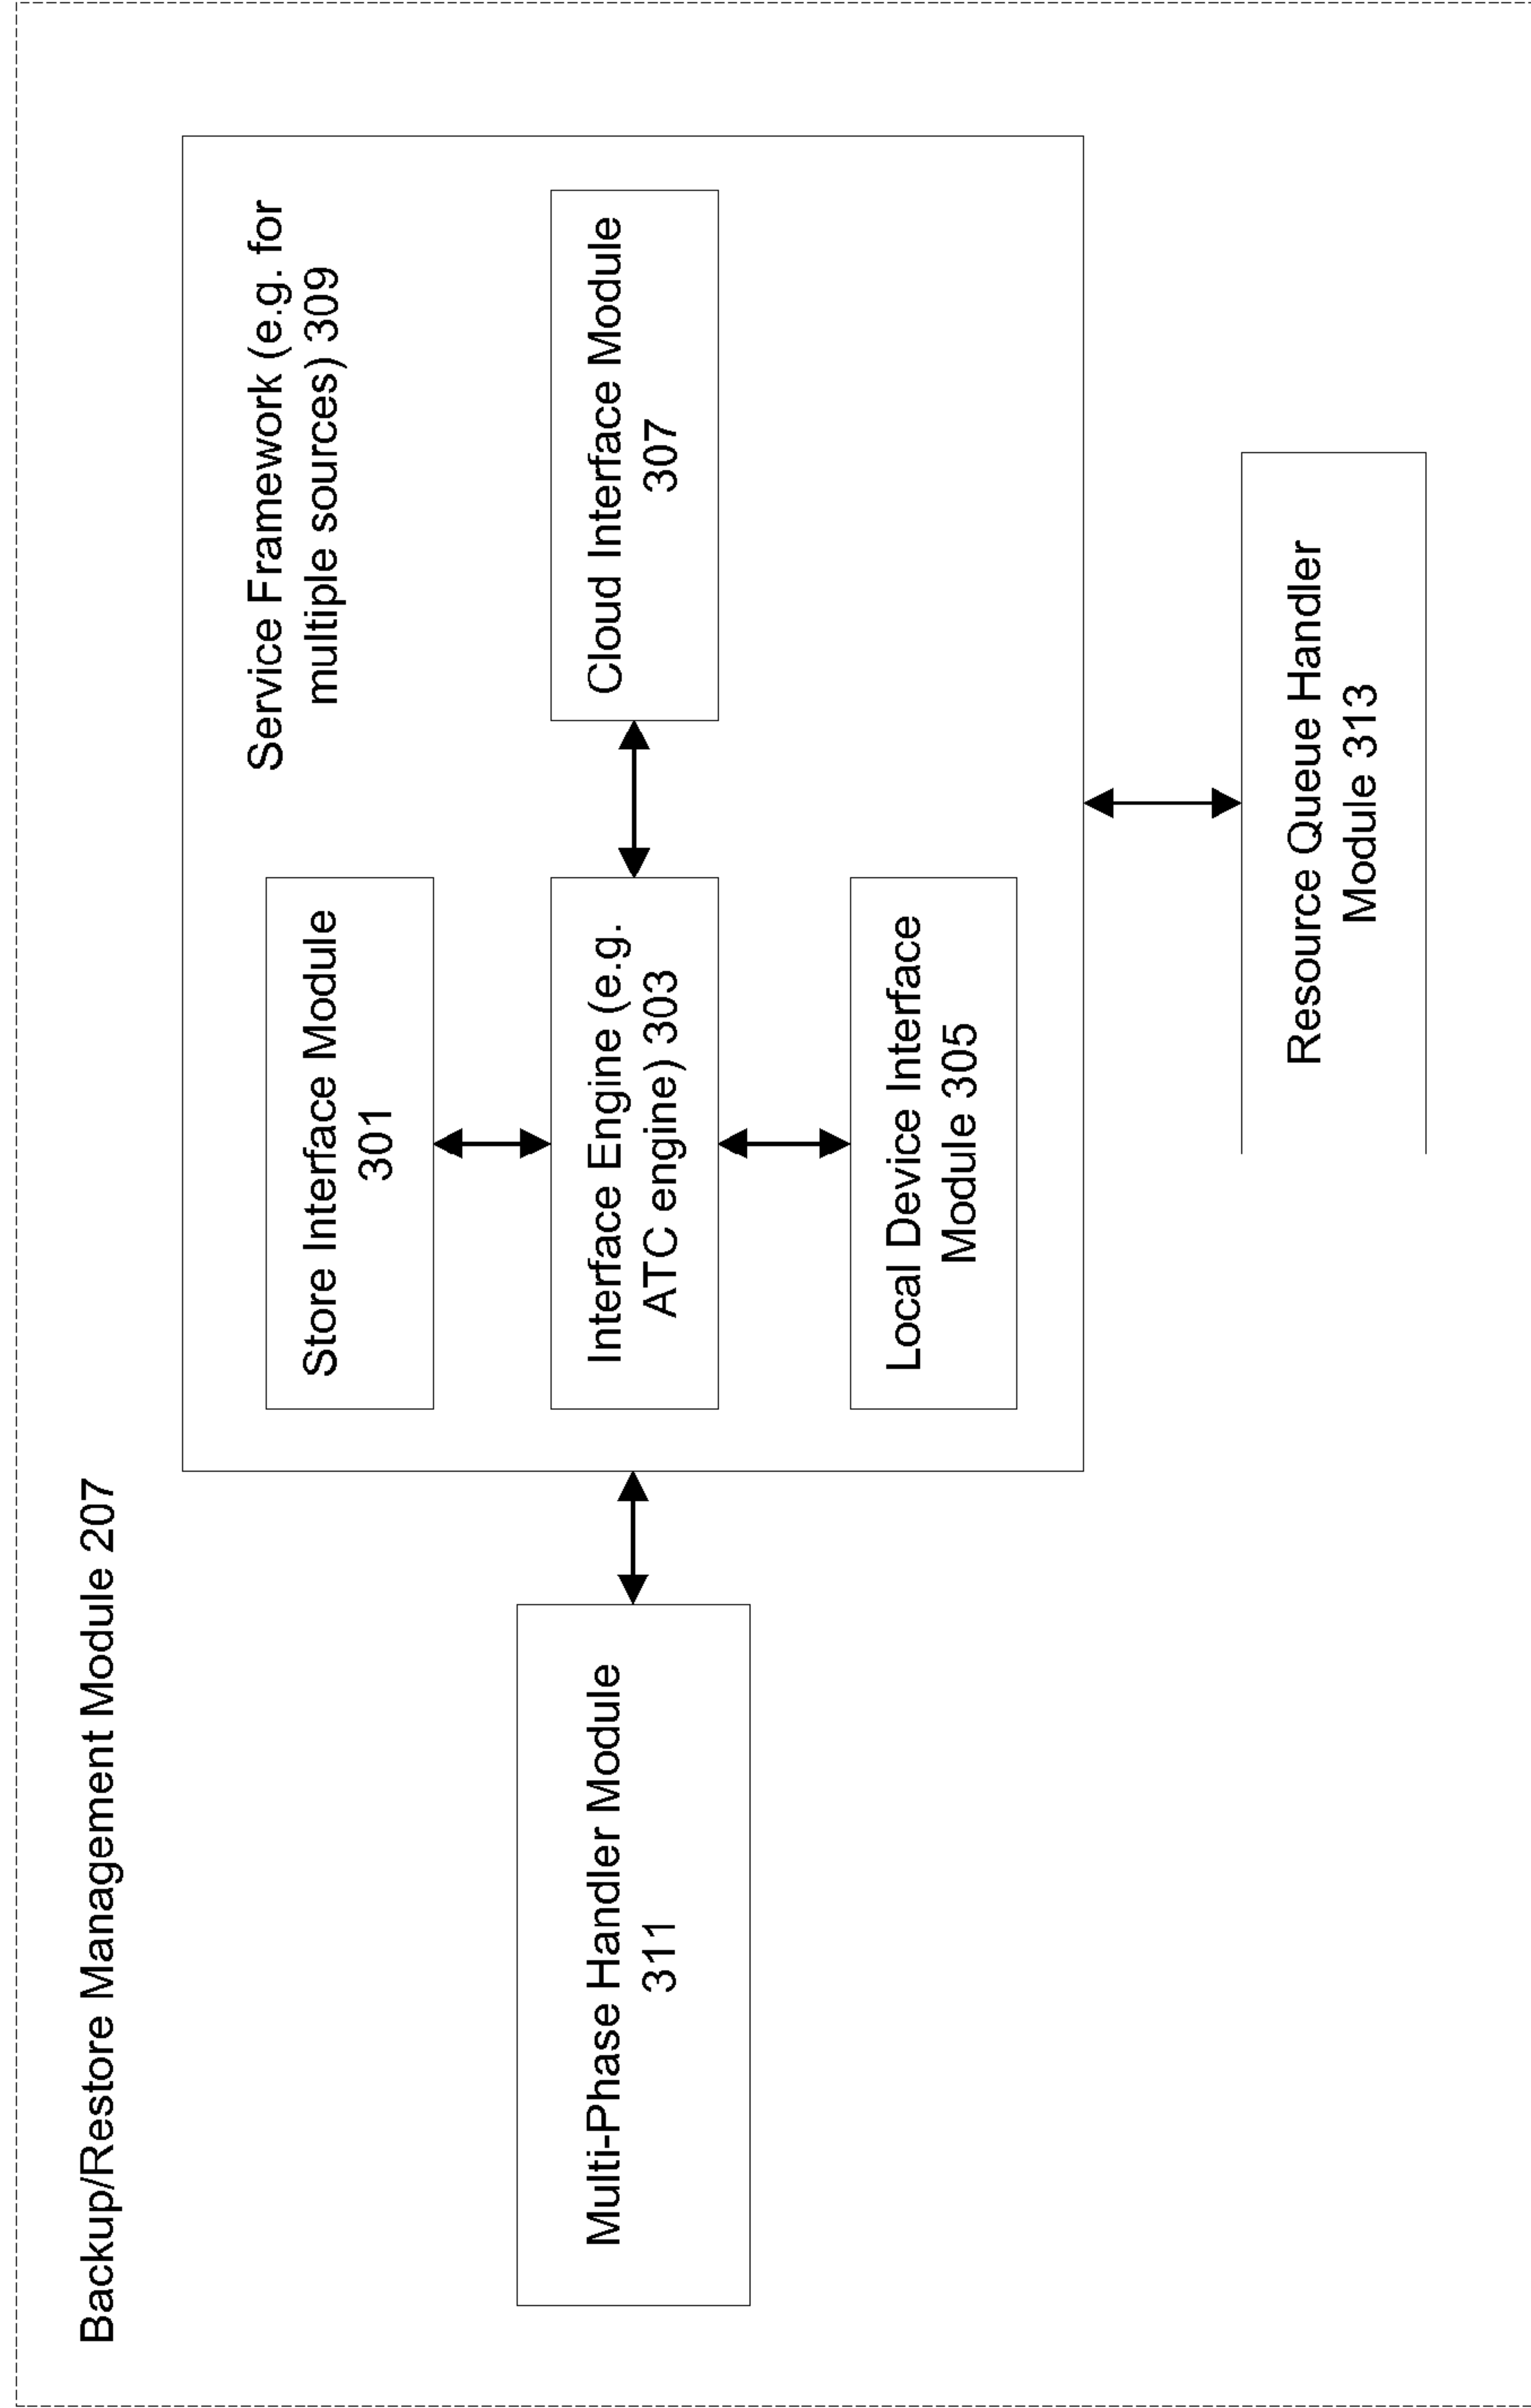 Backup/Restore Management Module 207
Service Framework (e.g. for
multiple sources) 309
Store Interface Module
301
Multi-Phase Handler Module
311
Interface Engine (e.g.
ATC engine) 303
Cloud Interface Module
307
Local Device Interface
Module 305
Resource Queue Handler
Module 313